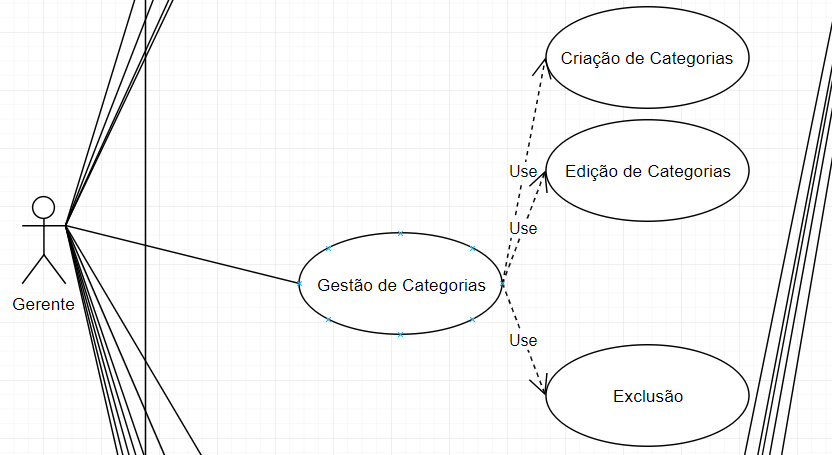 Criação de Categorias
Use
Edição de Categorias
Use
Gerente
Gestão de Categorias
Use
Exclusão